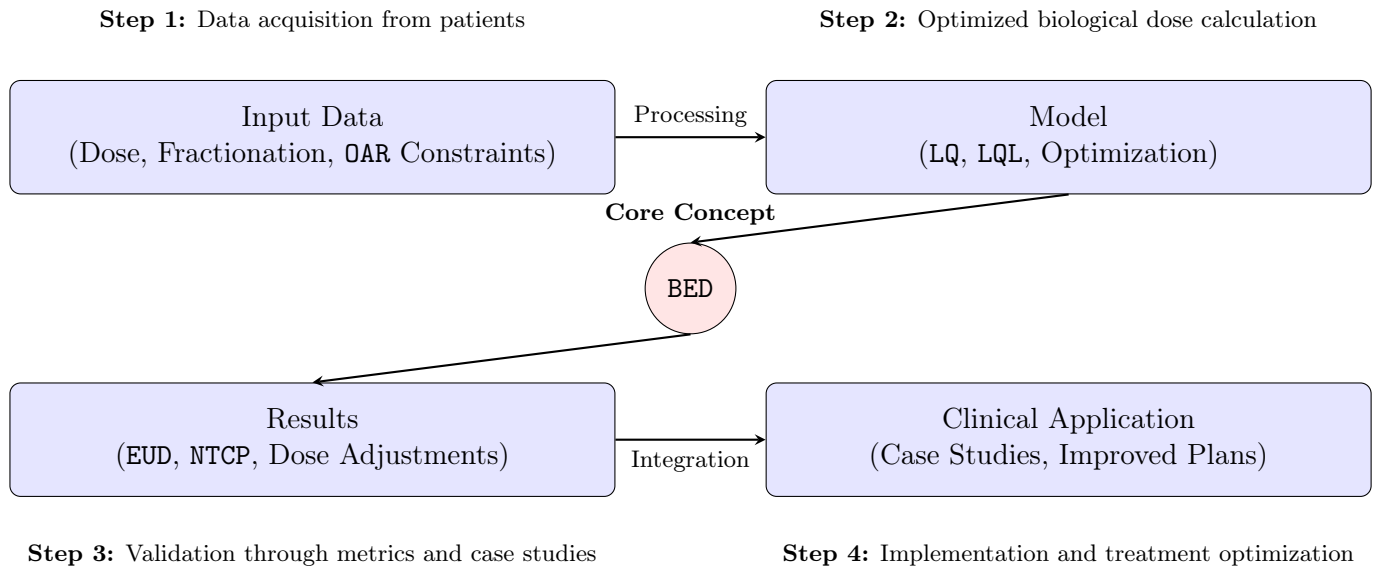 Step 1: Data acquisition from patients
Step 2: Optimized biological dose calculation
Input Data
(Dose, Fractionation, OAR Constraints)
Processing
Model
(LQ, LQL, Optimization)
Core Concept
BED
Results
(EUD, NTCP, Dose Adjustments)
Integration
Clinical Application
(Case Studies, Improved Plans)
Step 3: Validation through metrics and case studies
Step 4: Implementation and treatment optimization